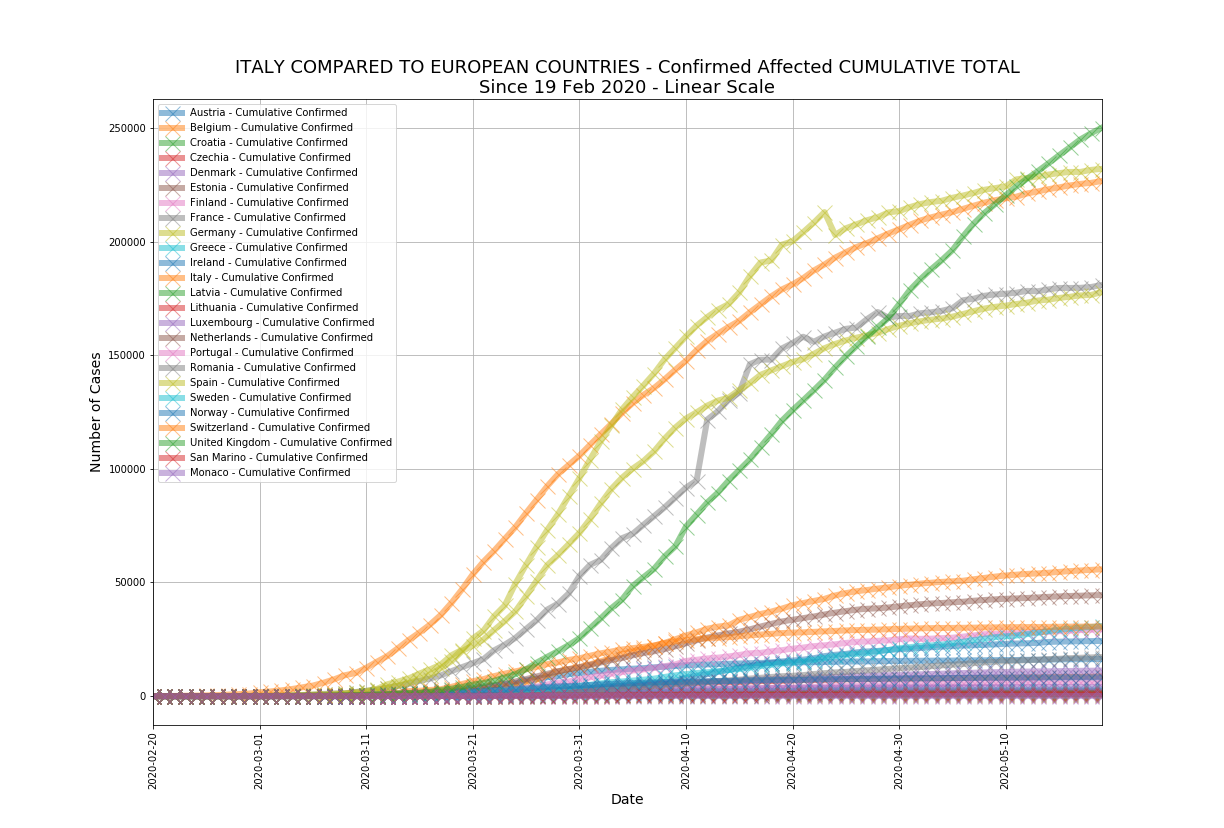 ITALY COMPARED TO EUROPEAN COUNTRIES - Confirmed Affected CUMULATIVE TOTAL
Since 19 Feb 2020 - Linear Scale
Austria - Cumulative Confirmed
Belgium - Cumulative Confirmed
Croatia - Cumulative Confirmed
Czechia - Cumulative Confirmed
Denmark - Cumulative Confirmed
Estonia - Cumulative Confirmed
Finland - Cumulative Confirmed
France - Cumulative Confirmed
Germany - Cumulative Confirmed
Greece - Cumulative Confirmed
Ireland - Cumulative Confirmed
Italy - Cumulative Confirmed
Latvia - Cumulative Confirmed
Lithuania - Cumulative Confirmed
Luxembourg - Cumulative Confirmed
Netherlands - Cumulative Confirmed
Portugal - Cumulative Confirmed
Romania - Cumulative Confirmed
Spain - Cumulative Confirmed
Sweden - Cumulative Confirmed
Norway - Cumulative Confirmed
Switzerland - Cumulative Confirmed
United Kingdom - Cumulative Confirmed
San Marino - Cumulative Confirmed
Monaco - Cumulative Confirmed
Number of Cases
250000
200000
150000
100000
50000
0
2020-02-20
2020-03-01
2020-03-11
2020-03-21
2020-03-31
2020-04-10
2020-04-20
2020-04-30
2020-05-10
Date